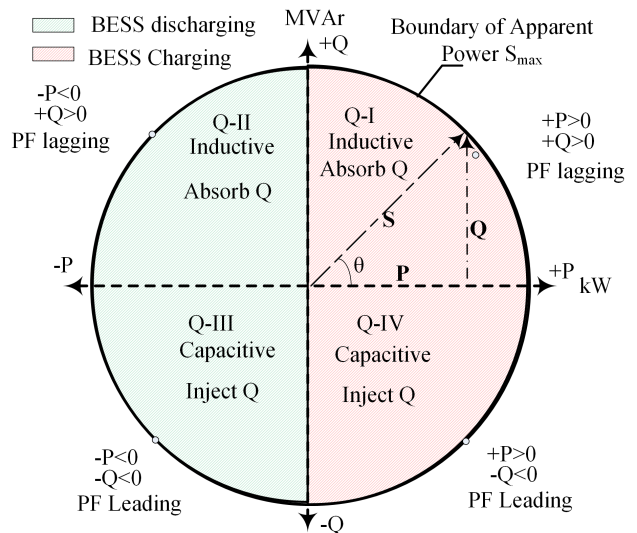 BESS discharging
BESS Charging
MVAr
+Q
Boundary of Apparent
Power Smax
-P<0
+Q>0
PF lagging
Q-II
Inductive
Absorb Q
Q-I
Inductive
Absorb Q
+P>0
+Q>0
PF lagging
S
Q
θ
P
-P
+P
kW
Q-III
Capacitive
Inject Q
Q-IV
Capacitive
Inject Q
-P<0
-Q<0
PF Leading
+P>0
-Q<0
PF Leading
-Q